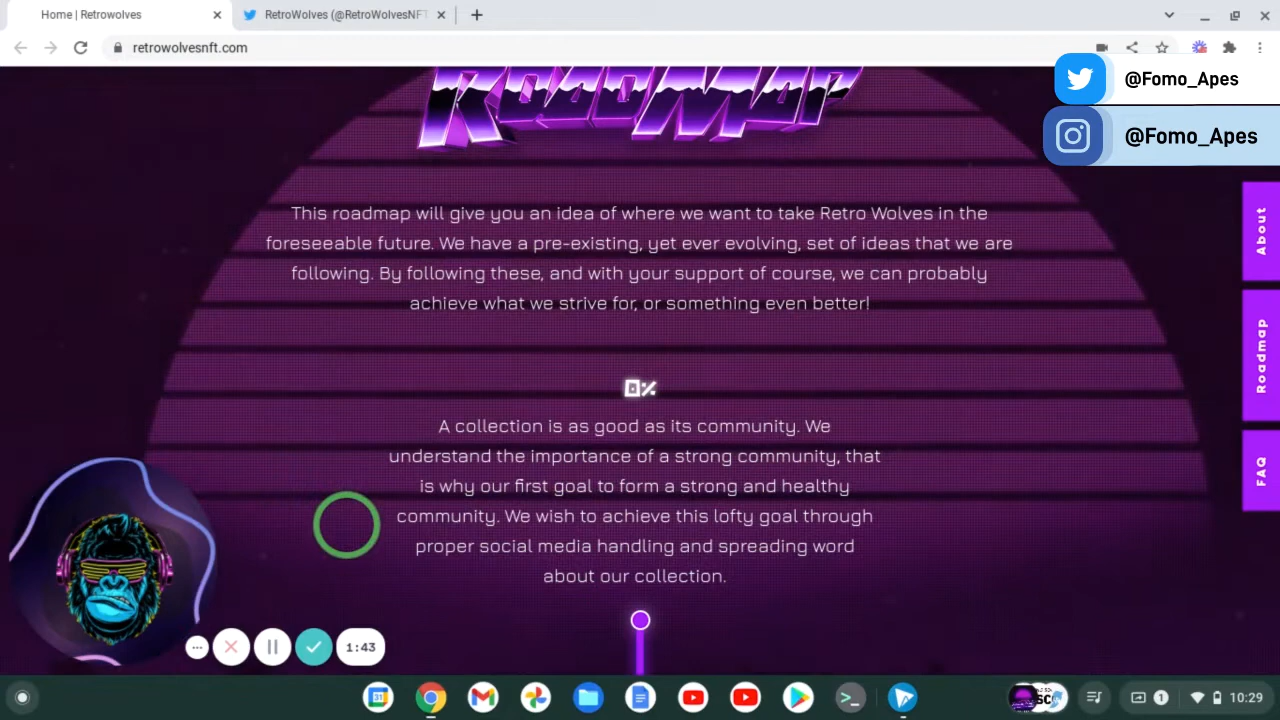 Home | Retrowolves
RetroWolves (@RetroWolvesNFT
retrowolvesnft.com
@Fomo_Apes
@Fomo_Apes
RoadMap
About
Roadmap
FAQ
This roadmap will give you an idea of where we want to take Retro Wolves in the
foreseeable future. We have a pre-existing, yet ever evolving, set of ideas that we are
following. By following these, and with your support of course, we can probably
achieve what we strive for, or something even better!
0%
A collection is as good as its community. We
understand the importance of a strong community, that
is why our first goal to form a strong and healthy
community. We wish to achieve this lofty goal through
proper social media handling and spreading word
about our collection.
1:43
31
1
10:29